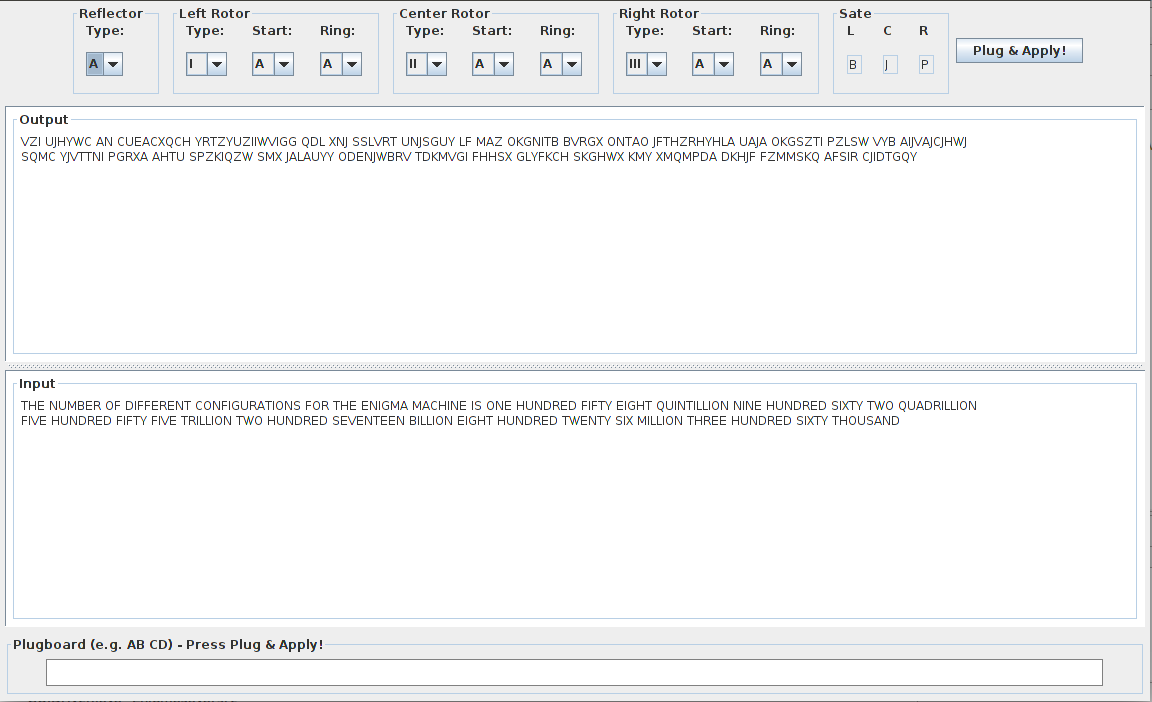 Reflector Left Rotor Center Rotor Right Rotor Sate
Type: Type: Start: Ring: Type: Start: Ring: Type: Start: Ring: L C R
A I A A II A A III A A B J P Plug & Apply!
Output
VZI UJHYWC AN CUEACXQCH YRTZYUZIIWVIGG QDL XNJ SSLVRT UNJSGUY LF MAZ OKGNITB BVRGX ONTAO JFTHZRHYHLA UAJA OKGSZTI PZLSW VYB AIJVAJCJHWJ
SQMC YJVTTNI PGRXA AHTU SPZKIQZW SMX JALAUYY ODENJWBRV TDKMVGI FHHSX GLYFKCH SKGHWX KMY XMQMPDA DKHJF FZMMSKQ AFSIR CJIDTGQY
Input
THE NUMBER OF DIFFERENT CONFIGURATIONS FOR THE ENIGMA MACHINE IS ONE HUNDRED FIFTY EIGHT QUINTILLION NINE HUNDRED SIXTY TWO QUADRILLION
FIVE HUNDRED FIFTY FIVE TRILLION TWO HUNDRED SEVENTEEN BILLION EIGHT HUNDRED TWENTY SIX MILLION THREE HUNDRED SIXTY THOUSAND
Plugboard (e.g. AB CD) - Press Plug & Apply!